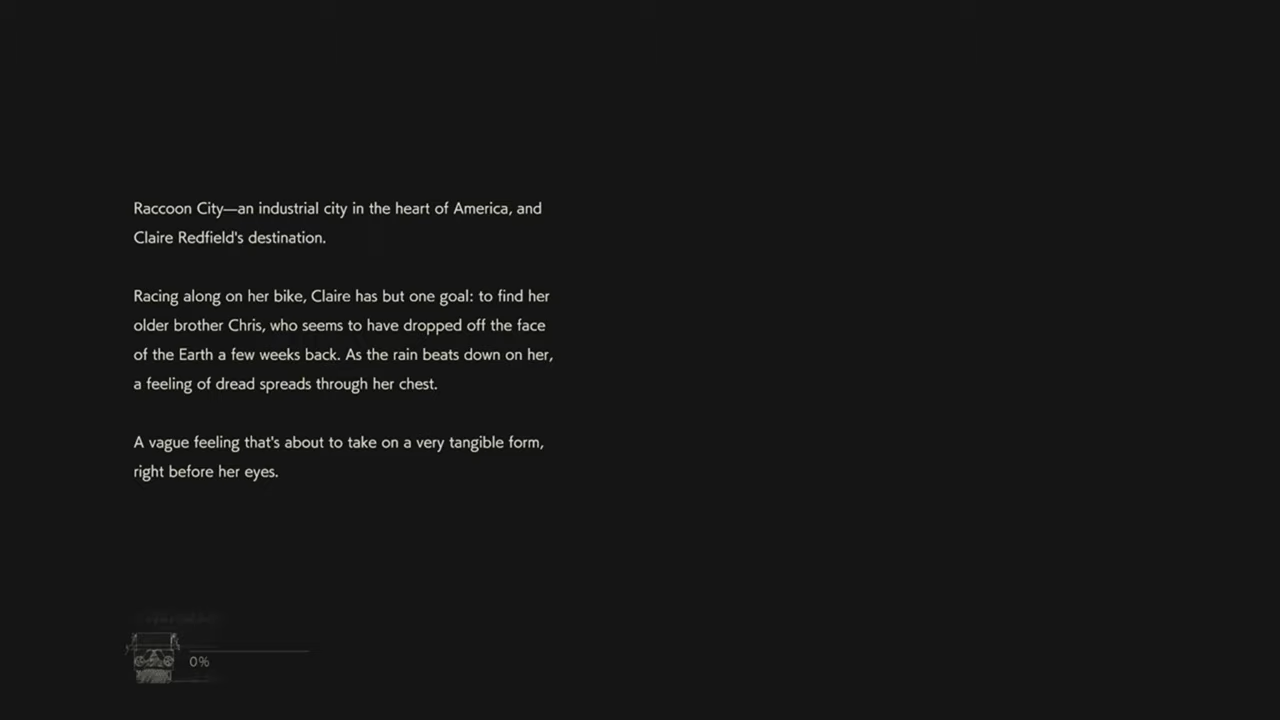 Raccoon City—an industrial city in the heart of America, and
Claire Redfield's destination.
Racing along on her bike, Claire has but one goal: to find her
older brother Chris, who seems to have dropped off the face
of the Earth a few weeks back. As the rain beats down on her,
a feeling of dread spreads through her chest.
A vague feeling that's about to take on a very tangible form,
right before her eyes.
0%